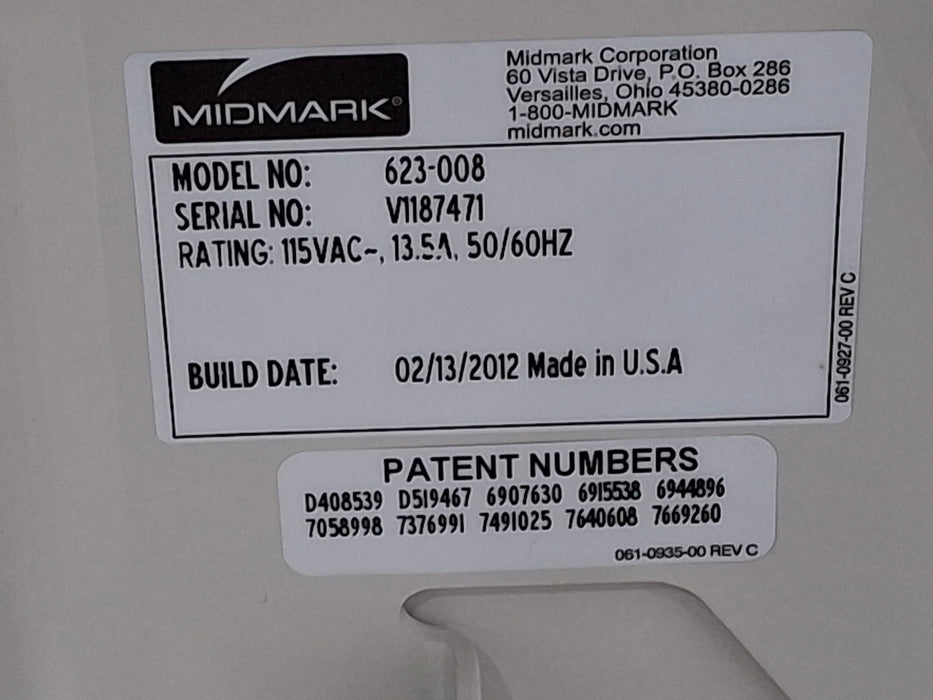 MIDMARK®
Midmark Corporation
60 Vista Drive, P.O. Box 286
Versailles, Ohio 45380-0286
1-800-MIDMARK
midmark.com
MODEL NO: 623-008
SERIAL NO: V1187471
RATING: 115VAC~, 13.5A, 50/60HZ
BUILD DATE: 02/13/2012 Made in U.S.A
061-0927-00 REV C
PATENT NUMBERS
D408539 D519467 6907630 6915538 6944896
7058998 7376991 7491025 7640608 7669260
061-0935-00 REV C